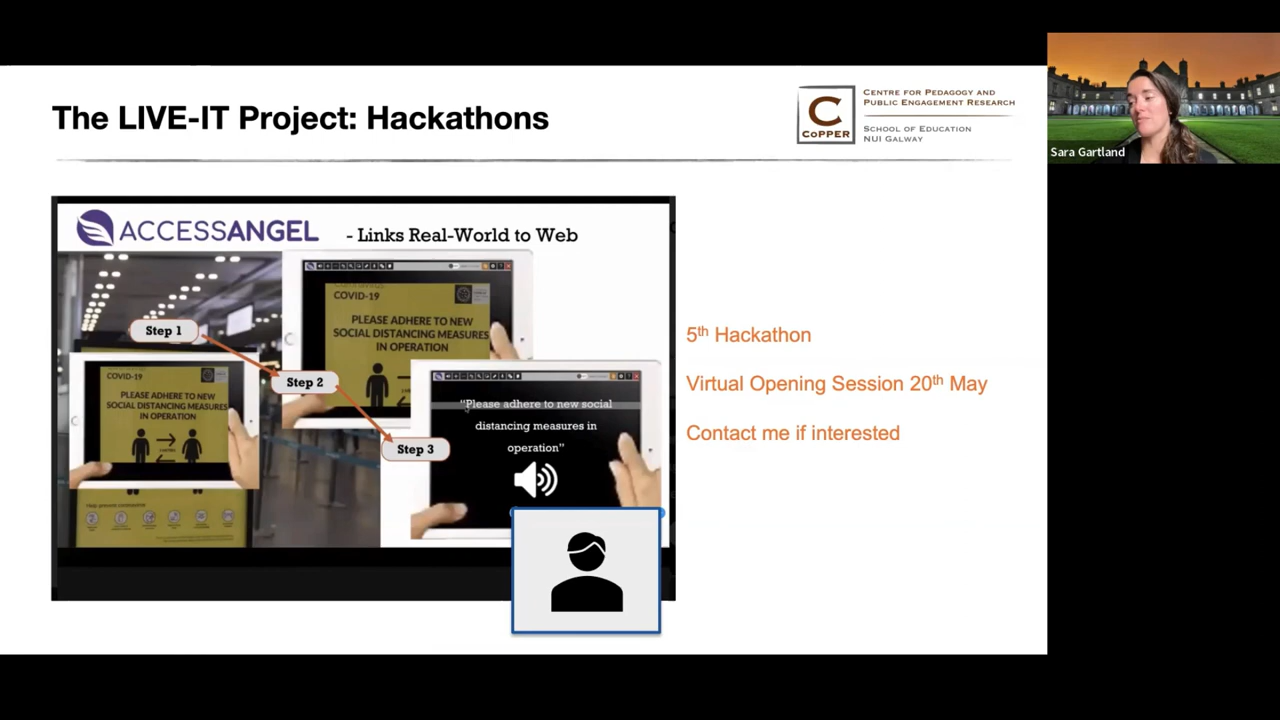 The LIVE-IT Project: Hackathons
C
CoPPER
CENTRE FOR PEDAGOGY AND
PUBLIC ENGAGEMENT RESEARCH
SCHOOL OF EDUCATION
NUI GALWAY
Sara Gartland
ACCESSANGEL
- Links Real-World to Web
Step 1
COVID-19
PLEASE ADHERE TO NEW
SOCIAL DISTANCING MEASURES
IN OPERATION
Step 2
COVID-19
PLEASE ADHERE TO NEW
SOCIAL DISTANCING MEASURES
IN OPERATION
Step 3
"Please adhere to new social
distancing measures in
operation"
Help prevent coronavirus
5th Hackathon
Virtual Opening Session 20th May
Contact me if interested